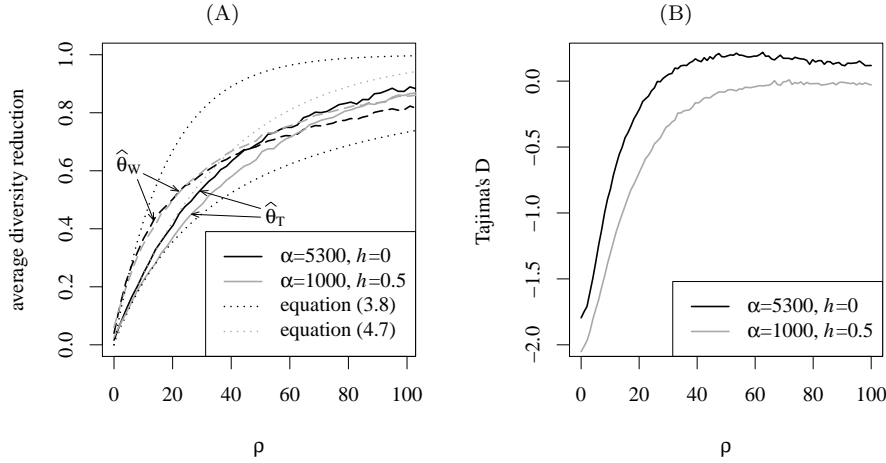 (A)
average diversity reduction
1.0
0.8
0.6
0.4
0.2
0.0
θ̂W
θ̂T
α=5300, h=0
α=1000, h=0.5
equation (3.8)
equation (4.7)
0 20 40 60 80 100
ρ
(B)
Tajima's D
0.0
−0.5
−1.0
−1.5
−2.0
α=5300, h=0
α=1000, h=0.5
0 20 40 60 80 100
ρ